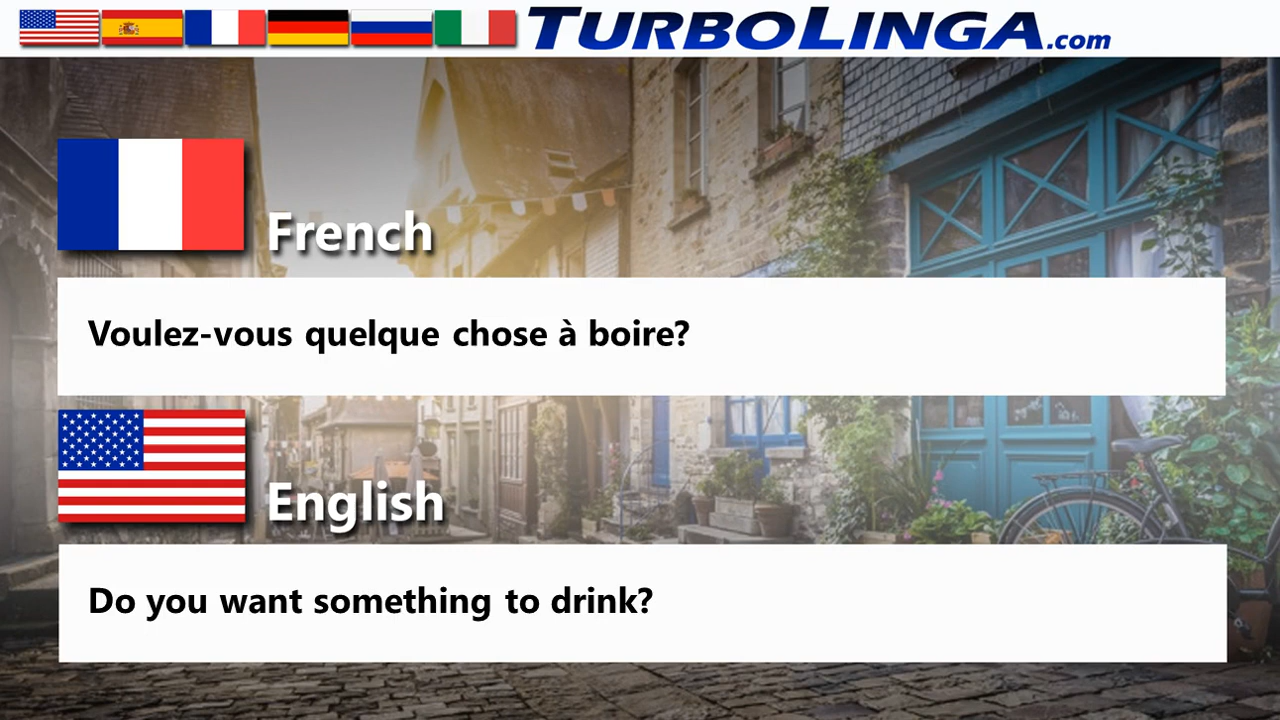 TURBOLINGA.com
French
Voulez-vous quelque chose à boire?
English
Do you want something to drink?